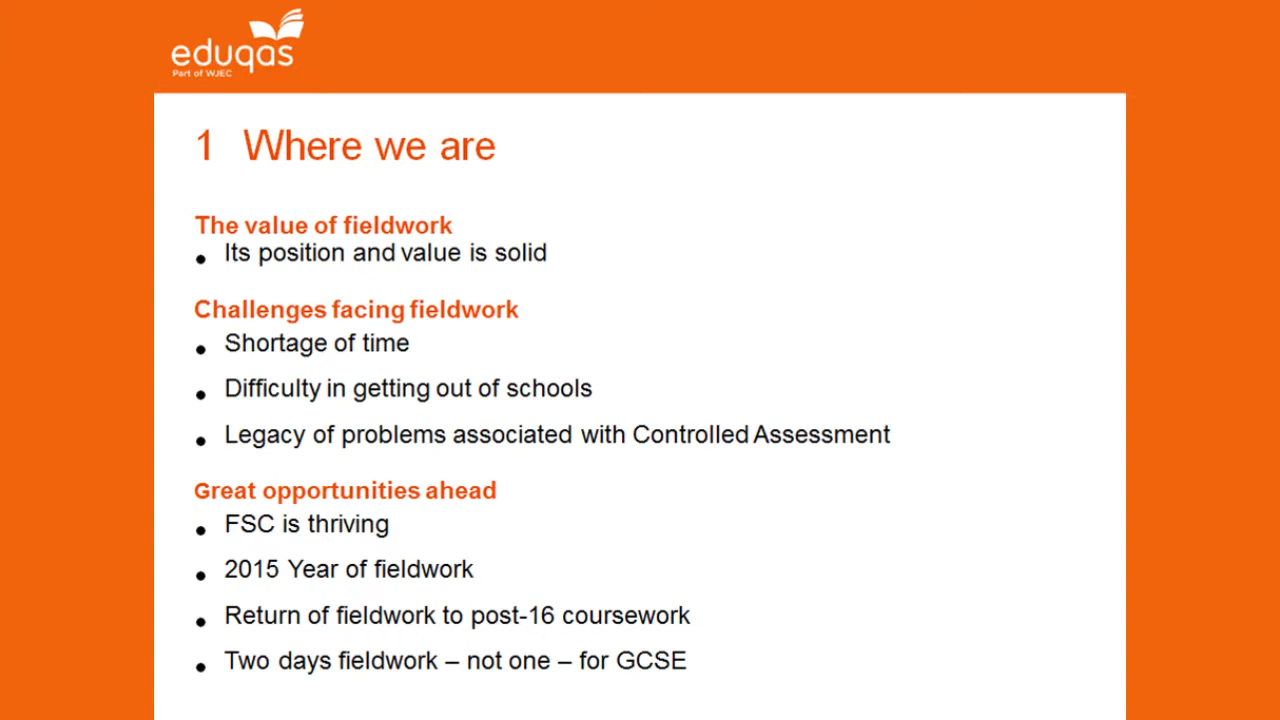 eduqas
Part of WJEC
1 Where we are
The value of fieldwork
• Its position and value is solid
Challenges facing fieldwork
• Shortage of time
• Difficulty in getting out of schools
• Legacy of problems associated with Controlled Assessment
Great opportunities ahead
• FSC is thriving
• 2015 Year of fieldwork
• Return of fieldwork to post-16 coursework
• Two days fieldwork – not one – for GCSE